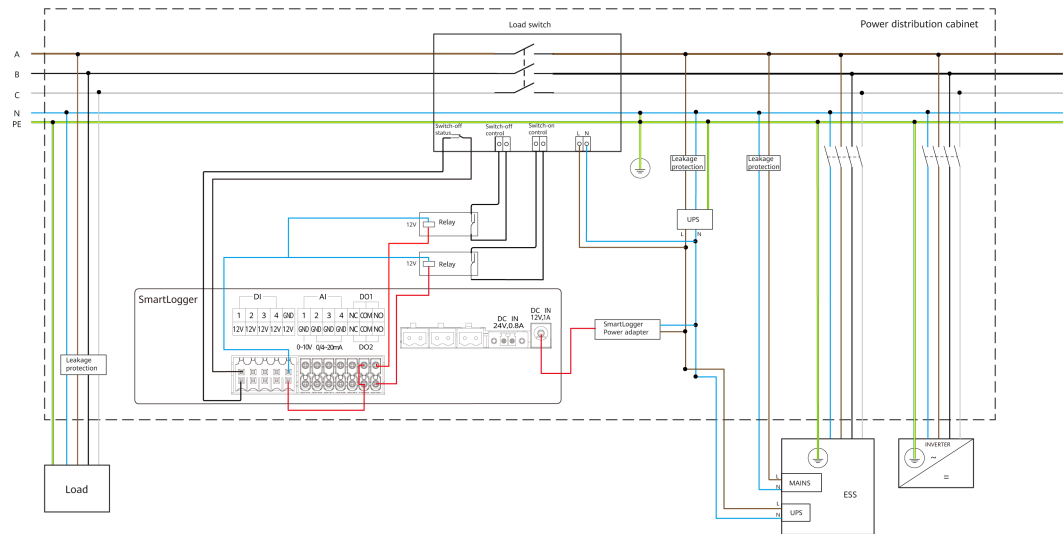 Load switch
Power distribution cabinet
A
B
C
N
PE
Switch-off
status
Switch-off
control
Switch-on
control
L N
Leakage
protection
Leakage
protection
UPS
L N
12V
Relay
12V
Relay
SmartLogger
DI
AI
DO1
1 2 3 4 GND
1 2 3 4 NC COM NO
12V 12V 12V 12V 12V
GND GND GND GND NC COM NO
0-10V 0/4-20mA
DO2
DC IN
24V,0.8A
DC IN
12V,1A
SmartLogger
Power adapter
Leakage
protection
Load
L
N
MAINS
L
N
UPS
ESS
INVERTER
~
=